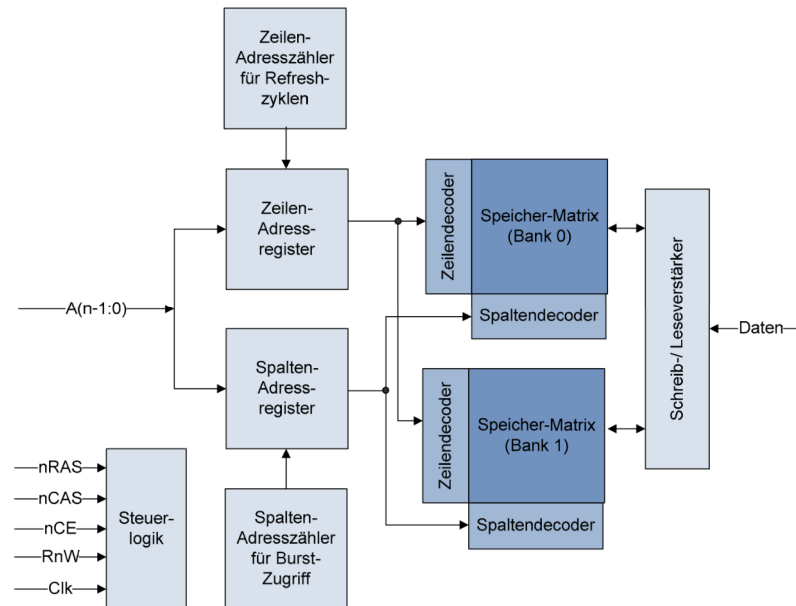 Zeilen-
Adresszähler
für Refresh-
zyklen
Zeilen-
Adress-
register
Zeilendecoder
Speicher-Matrix
(Bank 0)
Spaltendecoder
A(n-1:0)
Spalten-
Adress-
register
Zeilendecoder
Speicher-Matrix
(Bank 1)
Spaltendecoder
Schreib-/ Leseverstärker
Daten
nRAS
nCAS
nCE
RnW
Clk
Steuer-
logik
Spalten-
Adresszähler
für Burst-
Zugriff